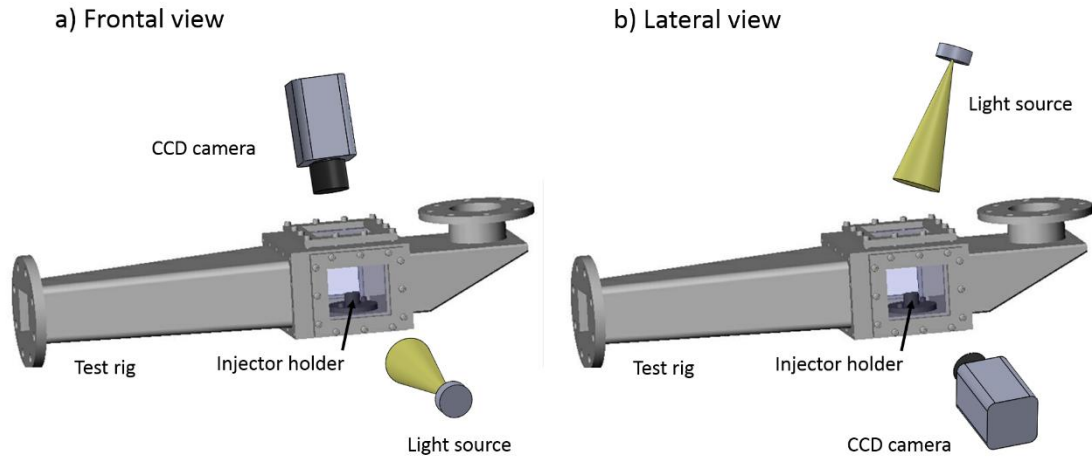 a) Frontal view
CCD camera
Injector holder
Test rig
Light source
b) Lateral view
Light source
Injector holder
Test rig
CCD camera